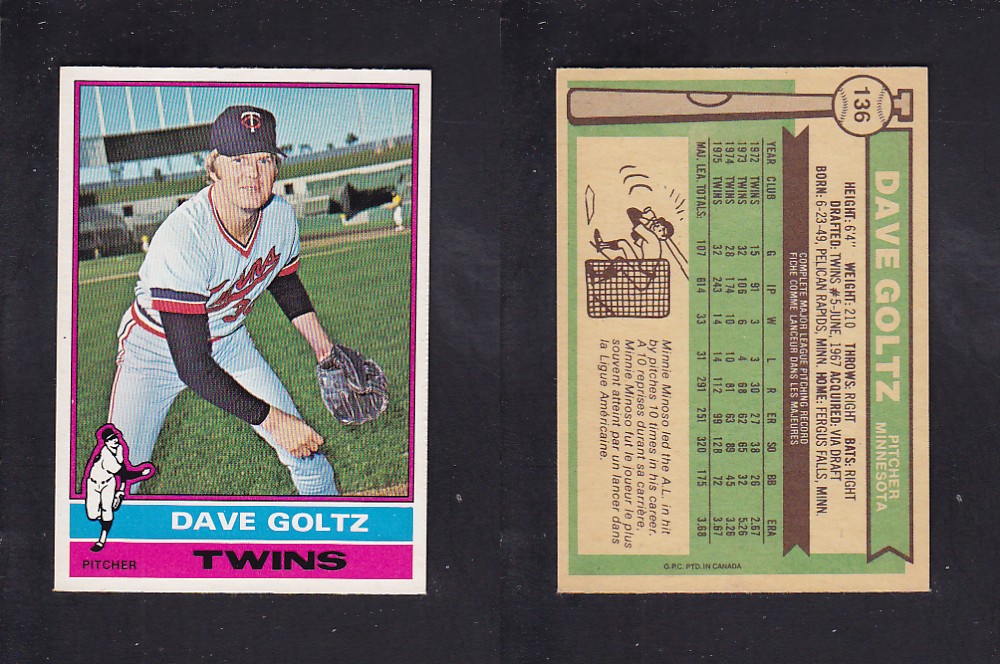 T
Twins
DAVE GOLTZ
PITCHER
TWINS
136
DAVE GOLTZ
PITCHER
MINNESOTA
HEIGHT: 6'4" WEIGHT: 210 THROWS: RIGHT BATS: RIGHT
DRAFTED: TWINS #5-JUNE, 1967 ACQUIRED: VIA DRAFT
BORN: 6-23-49, PELICAN RAPIDS, MINN. HOME: FERGUS FALLS, MINN.
COMPLETE MAJOR LEAGUE PITCHING RECORD
FICHE COMME LANCEUR DANS LES MAJEURES
YEAR CLUB G IP W L R ER SO BB ERA
1972 TWINS 15 91 3 3 30 27 38 26 2.67
1973 TWINS 32 106 6 4 68 62 65 32 5.26
1974 TWINS 28 174 10 10 81 63 89 45 3.26
1975 TWINS 32 243 14 14 112 99 128 72 3.67
MAJ. LEA. TOTALS: 107 614 33 31 291 251 320 175 3.68
Minnie Minoso led the A.L. in hit
by pitches 10 times in his career.
A 10 reprises durant sa carrière,
Minnie Minoso fut le joueur le plus
souvent atteint par un lancer dans
la Ligue Américaine.
O.P.C. PTD. IN CANADA